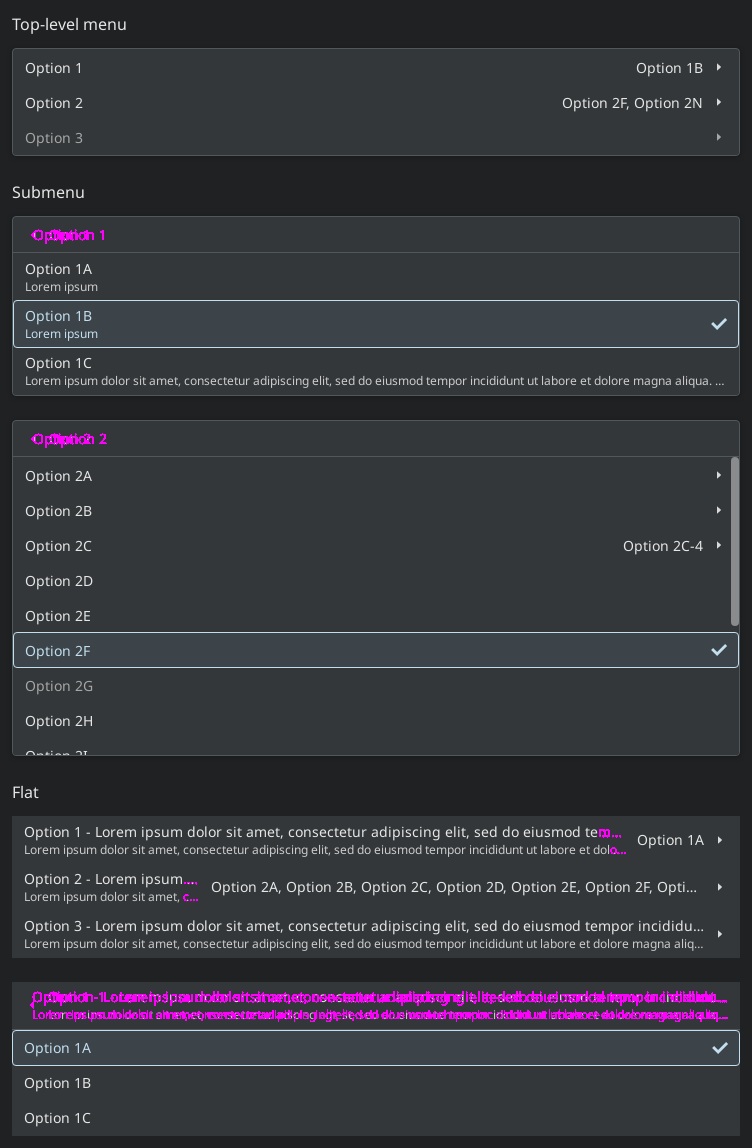 Top-level menu
Option 1 Option 1B
Option 2 Option 2F, Option 2N
Option 3
Submenu
Option 1
Option 1A
Lorem ipsum
Option 1B
Lorem ipsum
Option 1C
Lorem ipsum dolor sit amet, consectetur adipiscing elit, sed do eiusmod tempor incididunt ut labore et dolore magna aliqua. ...
Option 2
Option 2A
Option 2B
Option 2C Option 2C-4
Option 2D
Option 2E
Option 2F
Option 2G
Option 2H
Flat
Option 1 - Lorem ipsum dolor sit amet, consectetur adipiscing elit, sed do eiusmod te
Lorem ipsum dolor sit amet, consectetur adipiscing elit, sed do eiusmod tempor incididunt ut labore et dol
Option 1A
Option 2 - Lorem ipsum...
Lorem ipsum dolor sit amet, c...
Option 2A, Option 2B, Option 2C, Option 2D, Option 2E, Option 2F, Opti...
Option 3 - Lorem ipsum dolor sit amet, consectetur adipiscing elit, sed do eiusmod tempor incididu...
Lorem ipsum dolor sit amet, consectetur adipiscing elit, sed do eiusmod tempor incididunt ut labore et dolore magna aliq...
Option 1A
Option 1B
Option 1C